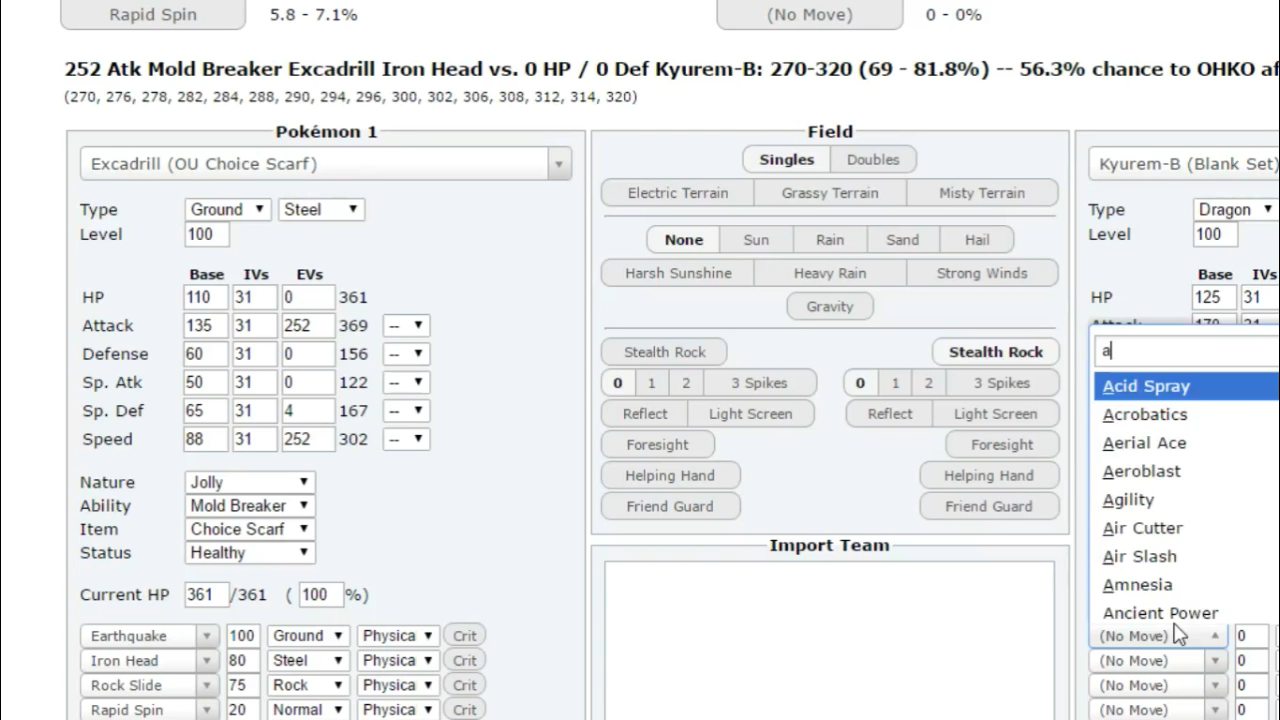 Rapid Spin 5.8 - 7.1% (No Move) 0 - 0%
252 Atk Mold Breaker Excadrill Iron Head vs. 0 HP / 0 Def Kyurem-B: 270-320 (69 - 81.8%) -- 56.3% chance to OHKO af
(270, 276, 278, 282, 284, 288, 290, 294, 296, 300, 302, 306, 308, 312, 314, 320)
Pokémon 1
Excadrill (OU Choice Scarf)
Type Ground Steel
Level 100
Base IVs EVs
HP 110 31 0 361
Attack 135 31 252 369 --
Defense 60 31 0 156 --
Sp. Atk 50 31 0 122 --
Sp. Def 65 31 4 167 --
Speed 88 31 252 302 --
Nature Jolly
Ability Mold Breaker
Item Choice Scarf
Status Healthy
Current HP 361 /361 ( 100 %)
Earthquake 100 Ground Physica Crit
Iron Head 80 Steel Physica Crit
Rock Slide 75 Rock Physica Crit
Rapid Spin 20 Normal Physica Crit
Field
Singles Doubles
Electric Terrain Grassy Terrain Misty Terrain
None Sun Rain Sand Hail
Harsh Sunshine Heavy Rain Strong Winds
Gravity
Stealth Rock Stealth Rock
0 1 2 3 Spikes 0 1 2 3 Spikes
Reflect Light Screen Reflect Light Screen
Foresight Foresight
Helping Hand Helping Hand
Friend Guard Friend Guard
Import Team
Kyurem-B (Blank Set)
Type Dragon
Level 100
Base IVs
HP 125 31
a
Acid Spray
Acrobatics
Aerial Ace
Aeroblast
Agility
Air Cutter
Air Slash
Amnesia
Ancient Power
(No Move) 0
(No Move) 0
(No Move) 0
(No Move) 0